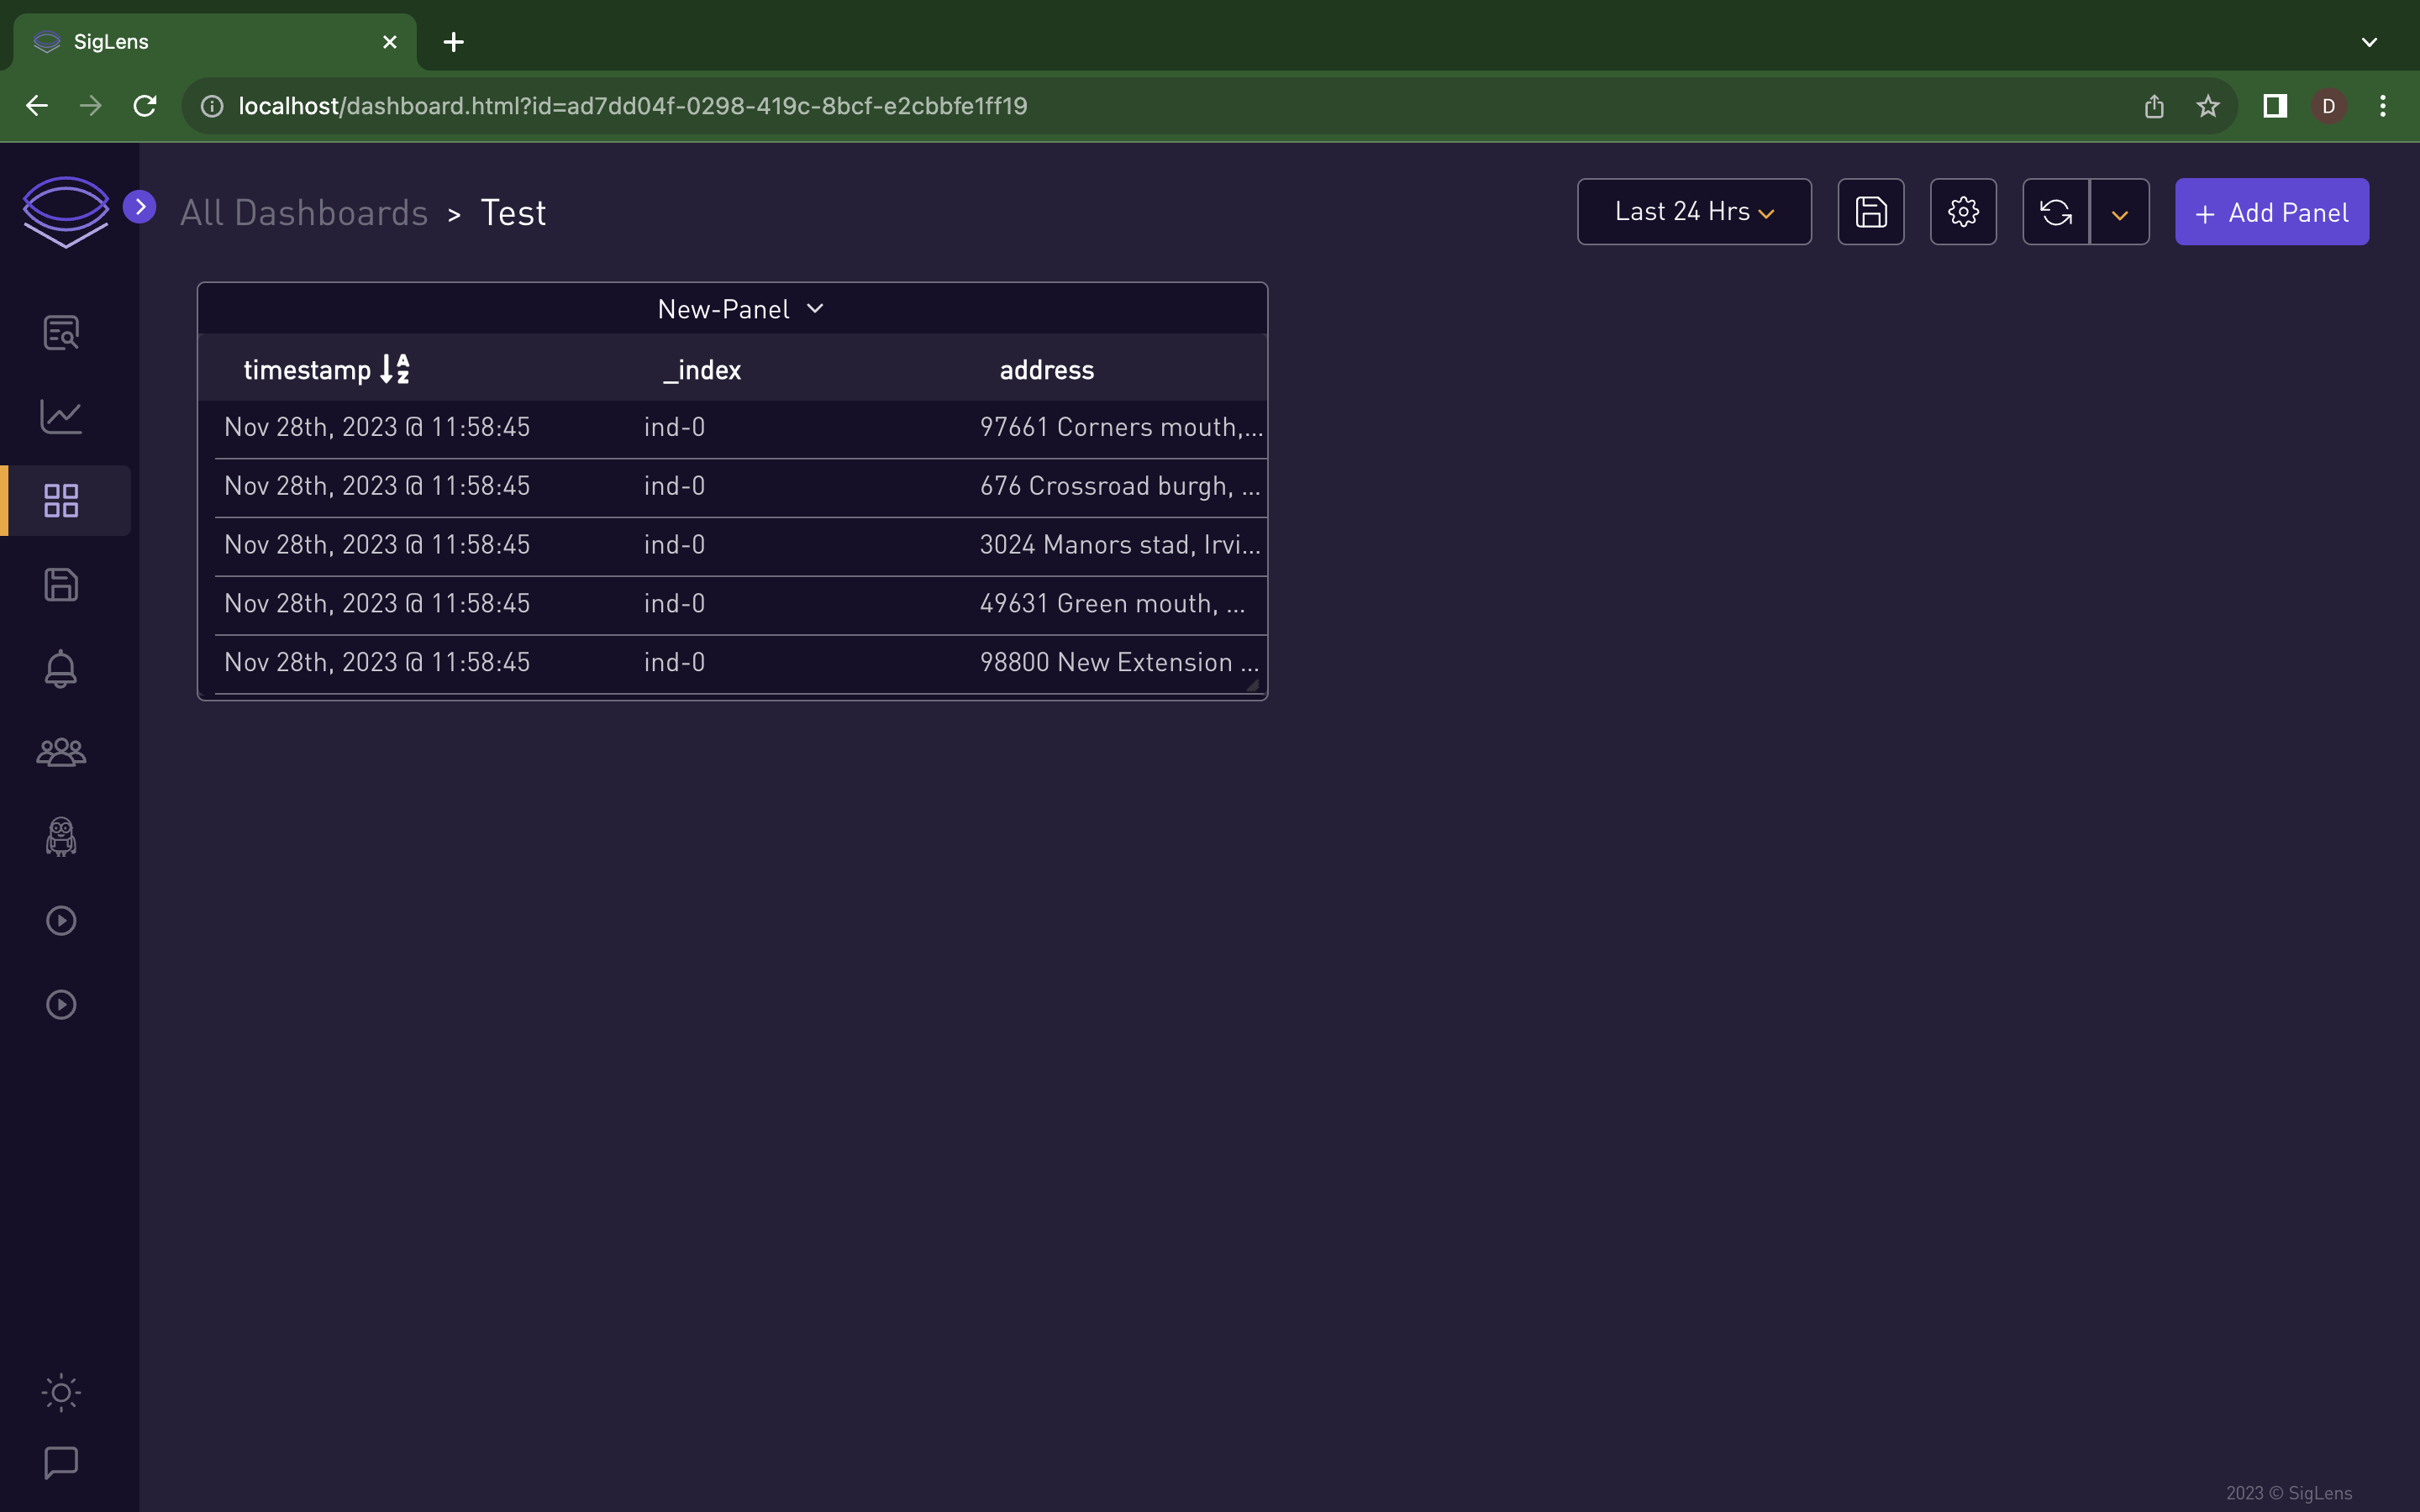 SigLens
localhost/dashboard.html?id=ad7dd04f-0298-419c-8bcf-e2cbbfe1ff19
D
All Dashboards > Test
Last 24 Hrs
+ Add Panel
New-Panel
timestamp _index address
Nov 28th, 2023 @ 11:58:45 ind-0 97661 Corners mouth,...
Nov 28th, 2023 @ 11:58:45 ind-0 676 Crossroad burgh, ...
Nov 28th, 2023 @ 11:58:45 ind-0 3024 Manors stad, Irvi...
Nov 28th, 2023 @ 11:58:45 ind-0 49631 Green mouth, ...
Nov 28th, 2023 @ 11:58:45 ind-0 98800 New Extension ...
2023 © SigLens